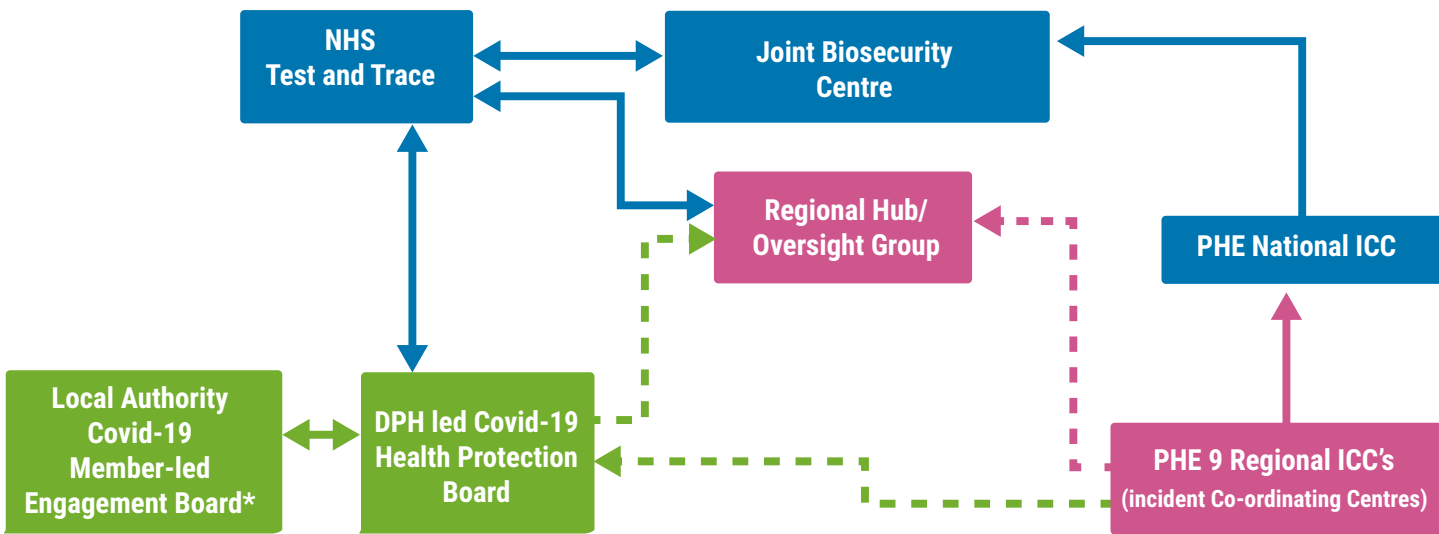 NHS
Test and Trace
Joint Biosecurity
Centre
Regional Hub/
Oversight Group
PHE National ICC
Local Authority
Covid-19
Member-led
Engagement Board*
DPH led Covid-19
Health Protection
Board
PHE 9 Regional ICC's
(incident Co-ordinating Centres)